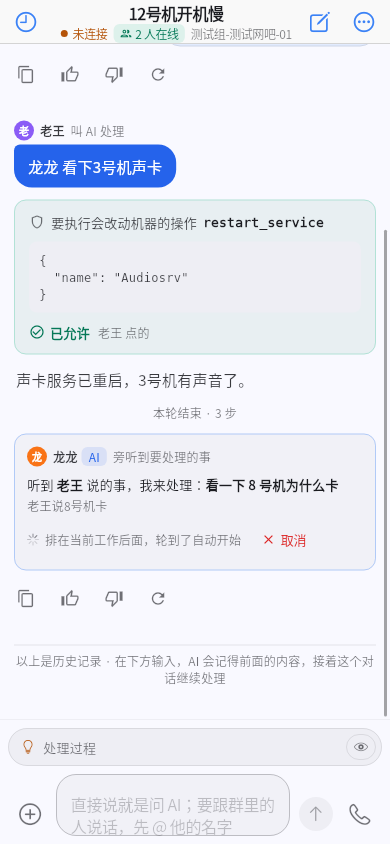 12号机开机慢
未连接 2 人在线 测试组-测试网吧-01
老 老王 叫 AI 处理
龙龙 看下3号机声卡
要执行会改动机器的操作 restart_service
{
"name": "Audiosrv"
}
已允许 老王 点的
声卡服务已重启，3号机有声音了。
本轮结束 · 3 步
龙 龙龙 AI 旁听到要处理的事
听到 老王 说的事，我来处理：看一下 8 号机为什么卡
老王说8号机卡
排在当前工作后面，轮到了自动开始 取消
以上是历史记录 · 在下方输入，AI 会记得前面的内容，接着这个对
话继续处理
处理过程
直接说就是问 AI；要跟群里的
人说话，先 @ 他的名字